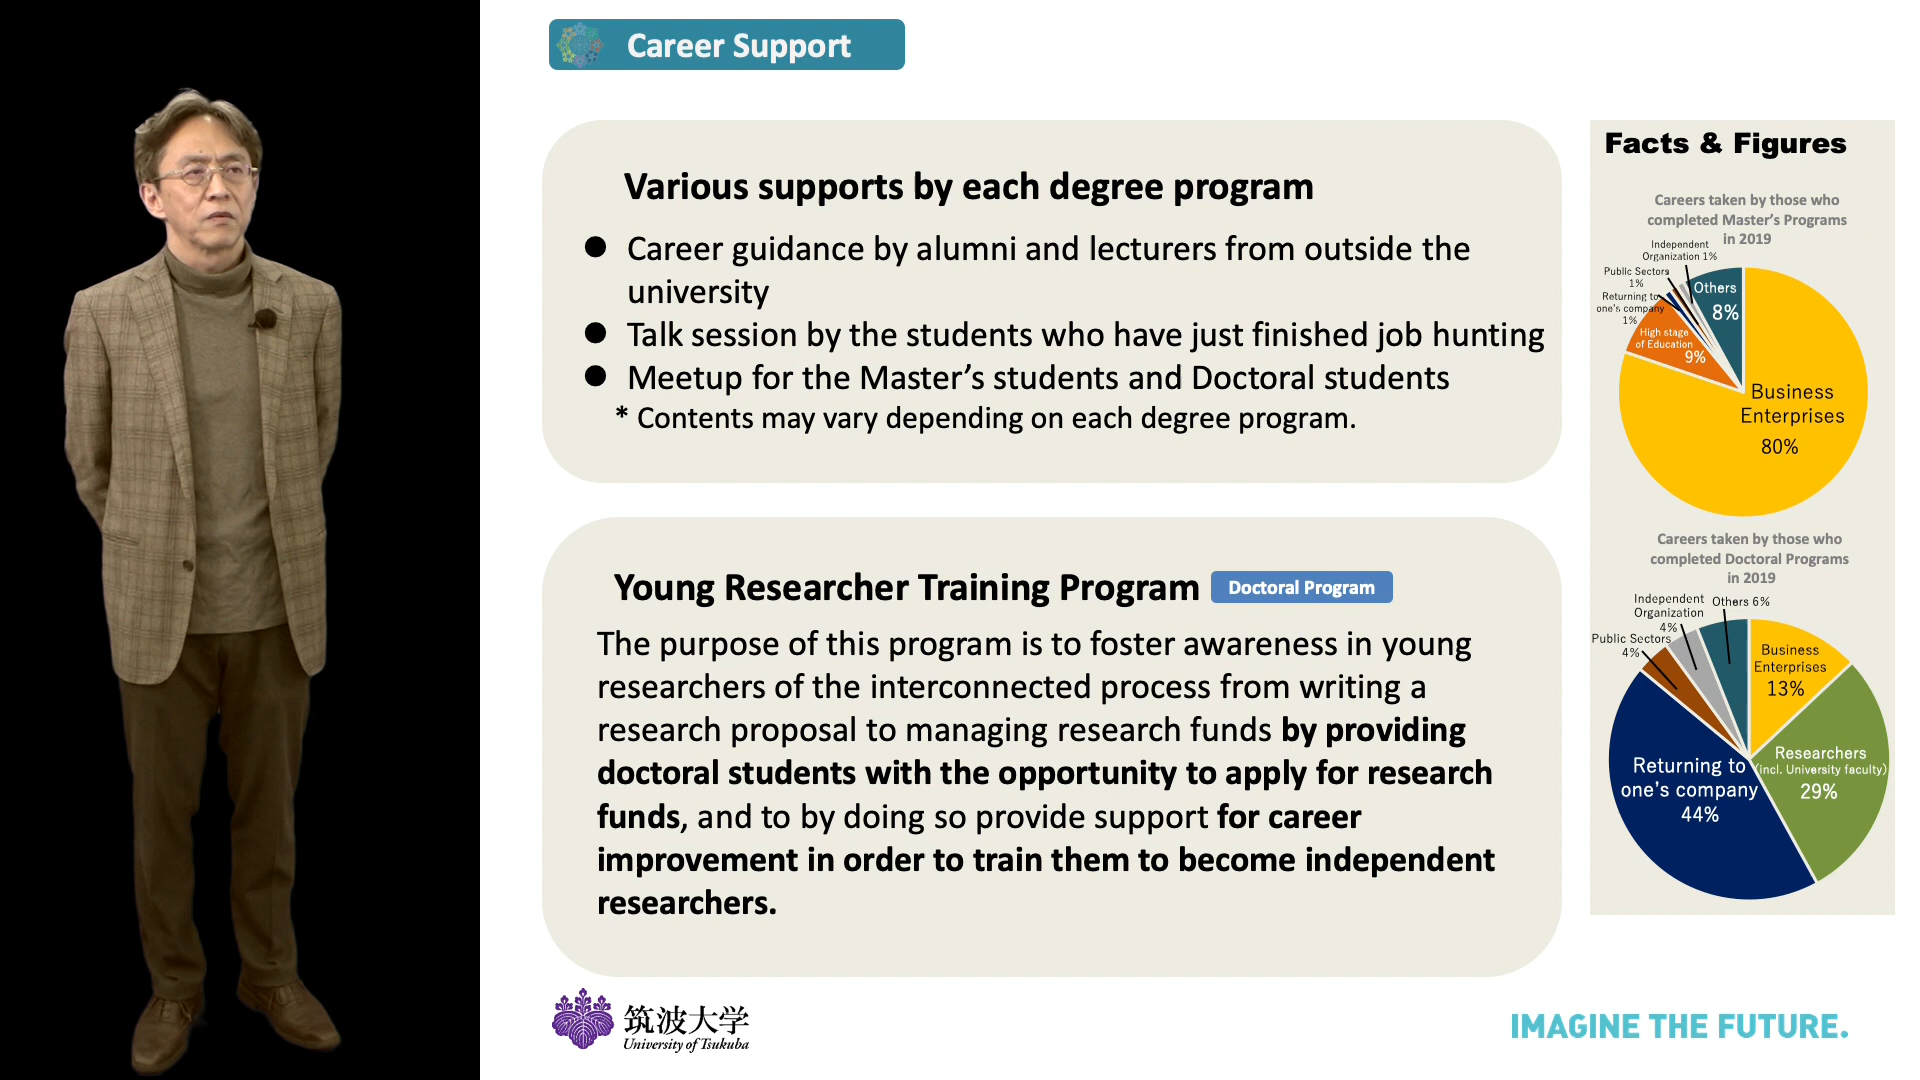 Career Support
Various supports by each degree program
● Career guidance by alumni and lecturers from outside the
university
● Talk session by the students who have just finished job hunting
● Meetup for the Master’s students and Doctoral students
* Contents may vary depending on each degree program.
Young Researcher Training Program
Doctoral Program
The purpose of this program is to foster awareness in young
researchers of the interconnected process from writing a
research proposal to managing research funds by providing
doctoral students with the opportunity to apply for research
funds, and to by doing so provide support for career
improvement in order to train them to become independent
researchers.
Facts & Figures
Careers taken by those who
completed Master’s Programs
in 2019
Independent
Organization 1%
Public Sectors
1%
Returning to
one’s company
1%
High stage
of Education
9%
Others
8%
Business
Enterprises
80%
Careers taken by those who
completed Doctoral Programs
in 2019
Independent
Organization
4%
Others 6%
Public Sectors
4%
Business
Enterprises
13%
Researchers
(incl. University faculty)
29%
Returning to
one’s company
44%
筑波大学
University of Tsukuba
IMAGINE THE FUTURE.